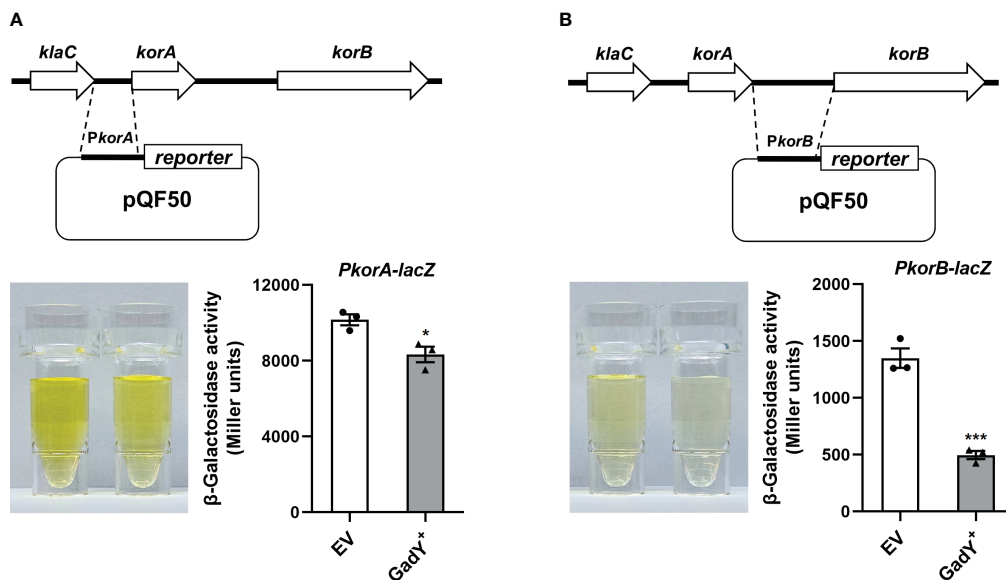 A
klaC korA korB
PkorA
reporter
pQF50
PkorA-lacZ
β-Galactosidase activity
(Miller units)
12000
8000
4000
0
*
EV
GadY+
B
klaC korA korB
PkorB
reporter
pQF50
PkorB-lacZ
β-Galactosidase activity
(Miller units)
2000
1500
1000
500
0
***
EV
GadY+